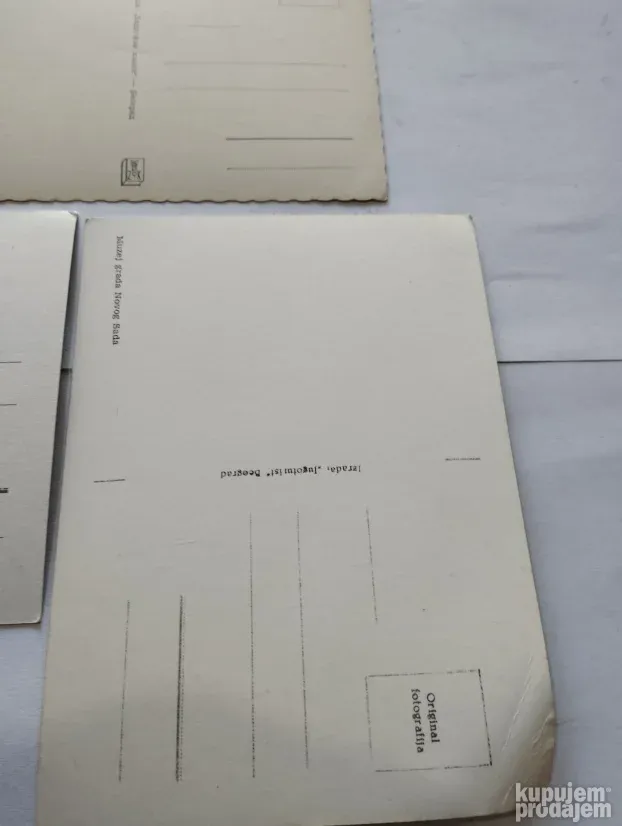 Muzej grada Novog Sada
Izrada „Jugoturist“ Beograd
Original
fotografija
kupujem
prodajem